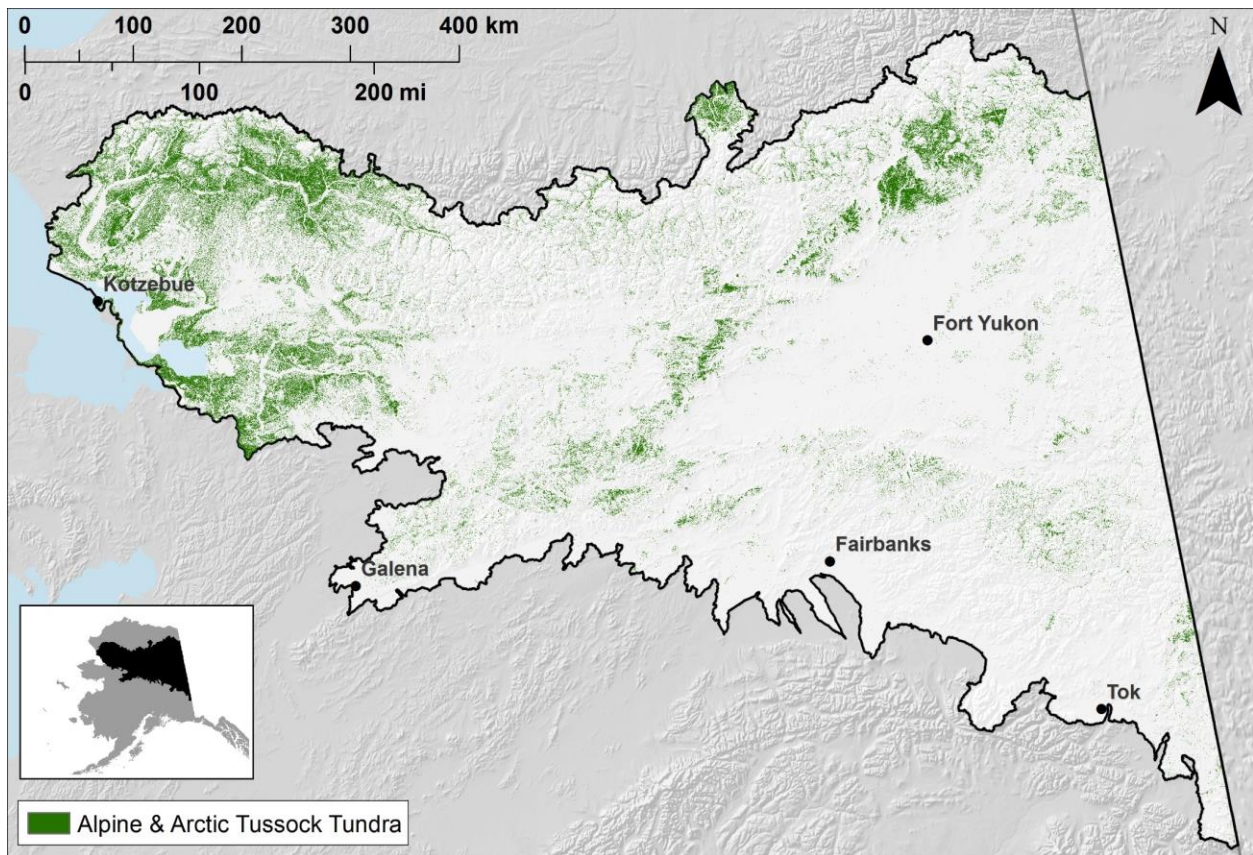 0 100 200 300 400 km
0 100 200 mi
N
Kotzebue
Fort Yukon
Fairbanks
Galena
Tok
Alpine & Arctic Tussock Tundra